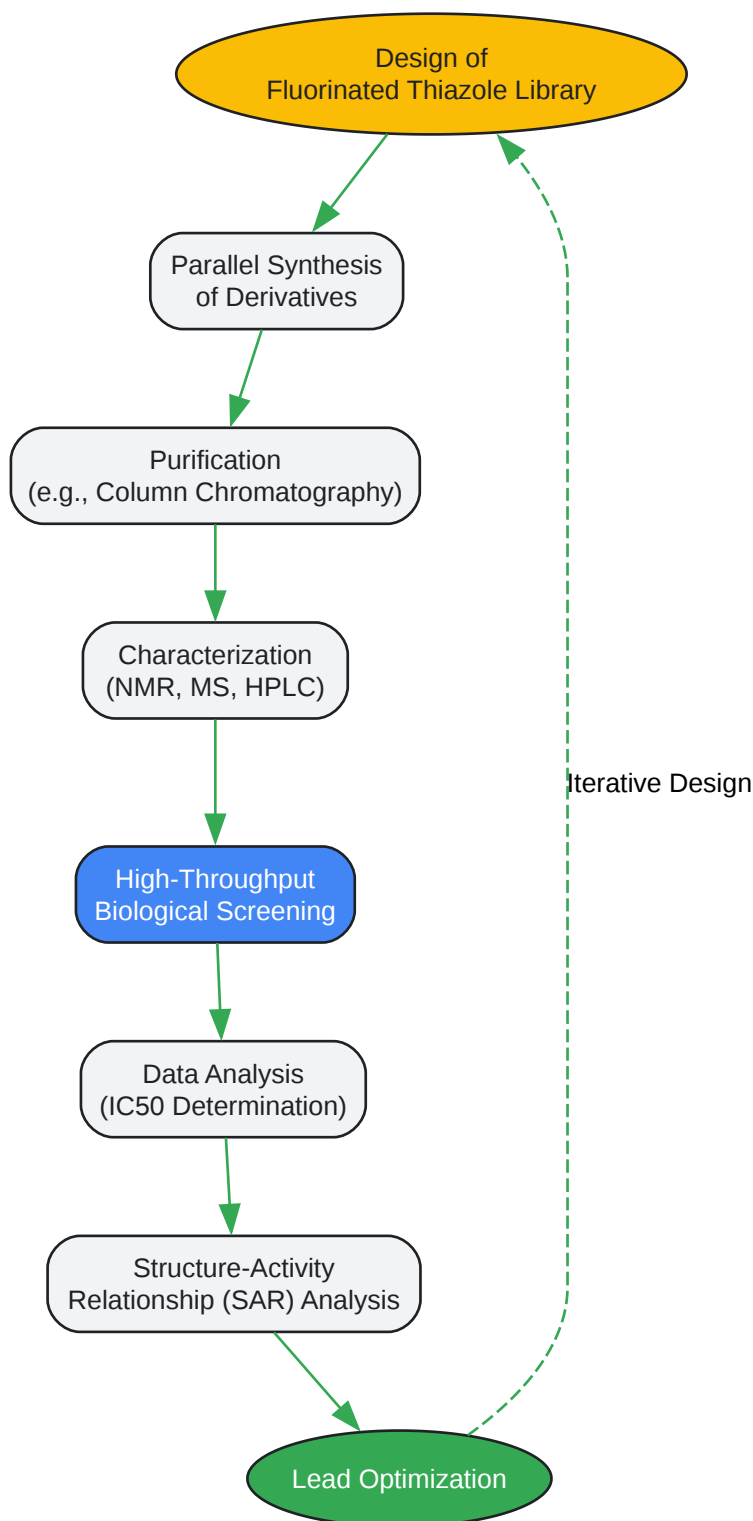 Design of
Fluorinated Thiazole Library
Parallel Synthesis
of Derivatives
Purification
(e.g., Column Chromatography)
Characterization
(NMR, MS, HPLC)
Iterative Design
High-Throughput
Biological Screening
Data Analysis
(IC50 Determination)
Structure-Activity
Relationship (SAR) Analysis
Lead Optimization